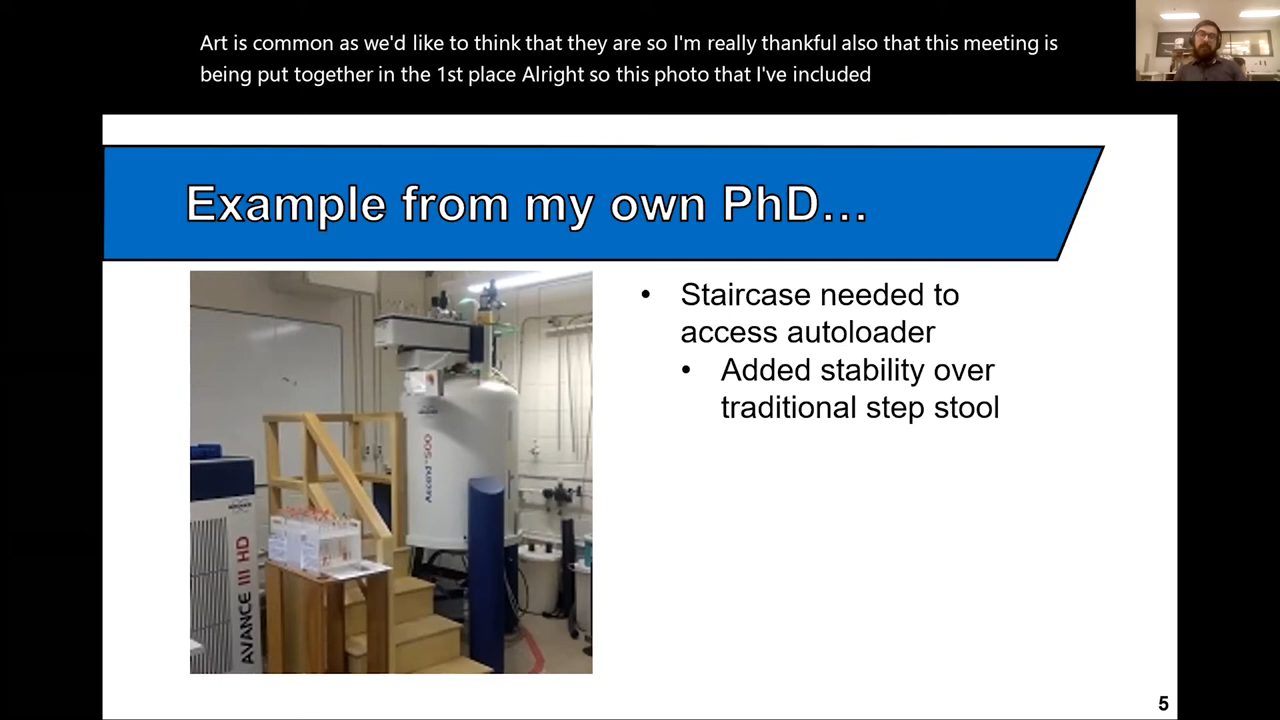 Art is common as we'd like to think that they are so I'm really thankful also that this meeting is
being put together in the 1st place Alright so this photo that I've included
Example from my own PhD...
• Staircase needed to
access autoloader
• Added stability over
traditional step stool
Ascend 500
AVANCE III HD
5